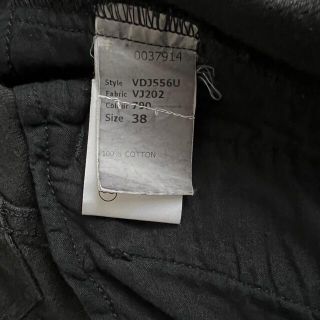 0037914
Style VDJ556U
Fabric VJ202
Colour 790
Size 38
100% COTTON